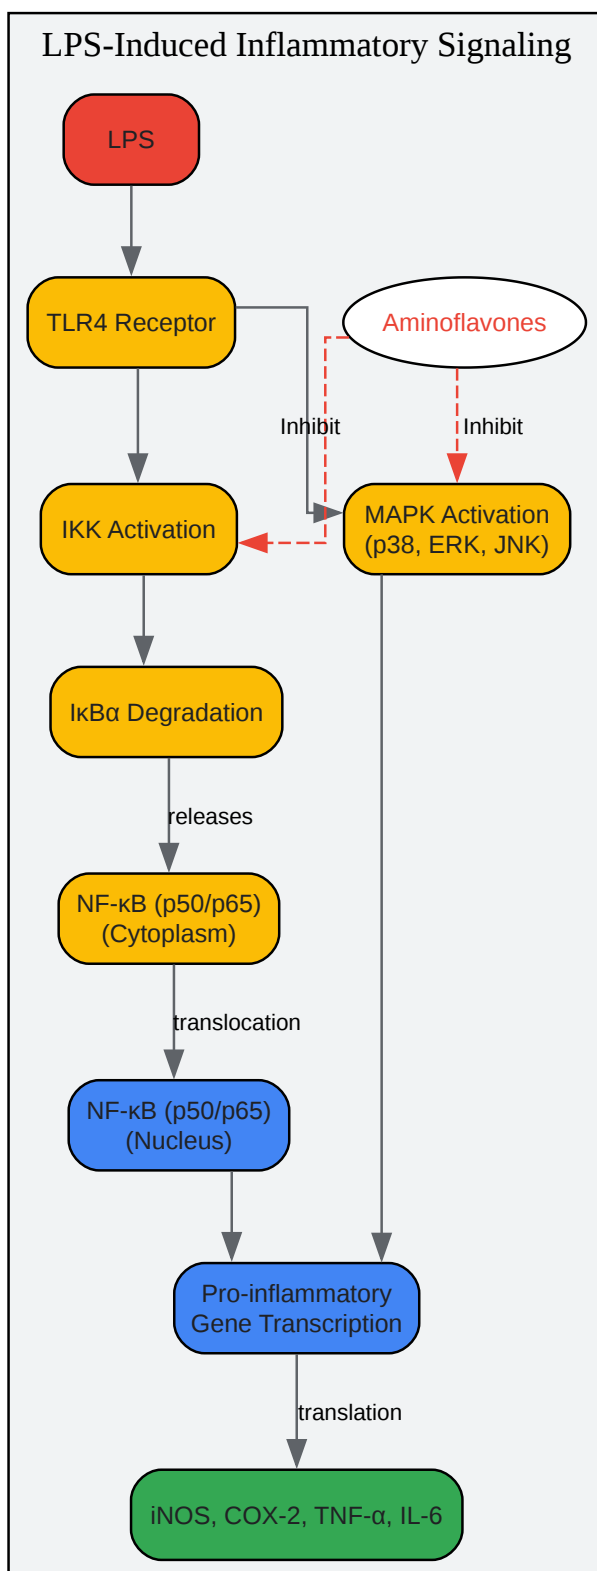 LPS-Induced Inflammatory Signaling
LPS
TLR4 Receptor
Aminoflavones
Inhibit
Inhibit
IKK Activation
MAPK Activation
(p38, ERK, JNK)
IκBα Degradation
releases
NF-κB (p50/p65)
(Cytoplasm)
translocation
NF-κB (p50/p65)
(Nucleus)
Pro-inflammatory
Gene Transcription
translation
iNOS, COX-2, TNF-α, IL-6